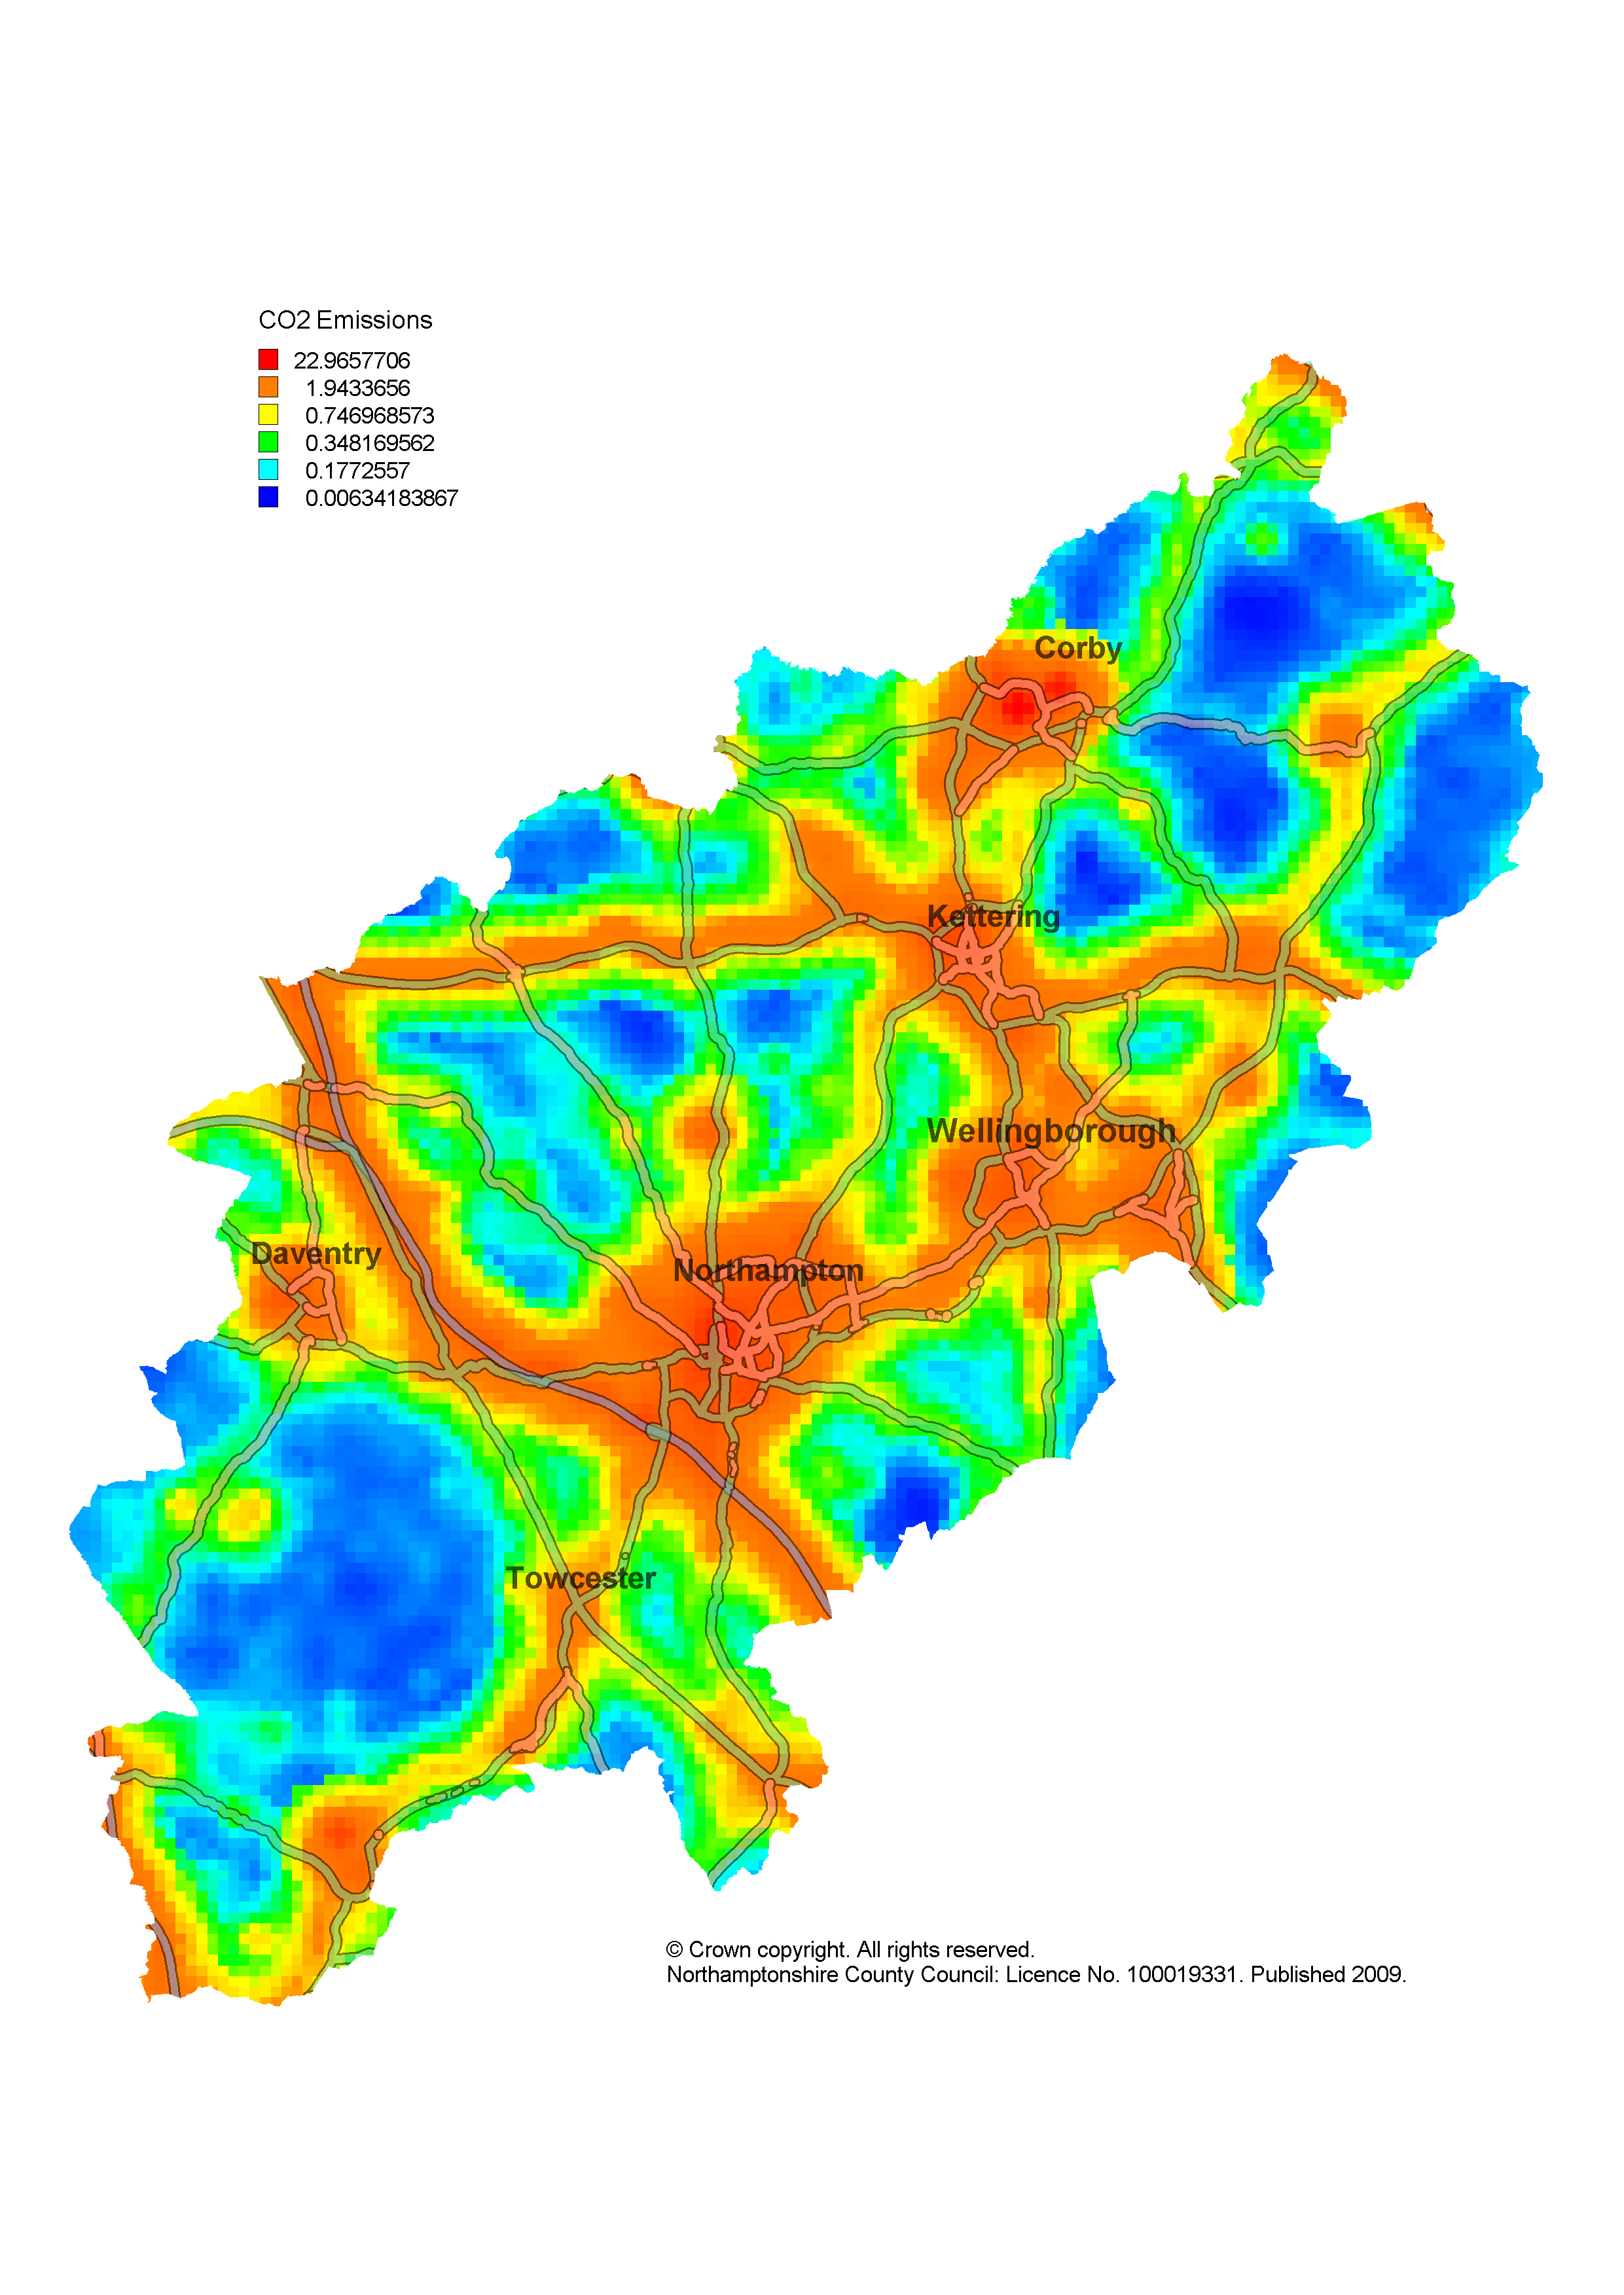 CO2 Emissions
22.9657706
1.9433656
0.746968573
0.348169562
0.1772557
0.00634183867
Corby
Kettering
Wellingborough
Daventry
Northampton
Towcester
© Crown copyright. All rights reserved.
Northamptonshire County Council: Licence No. 100019331. Published 2009.